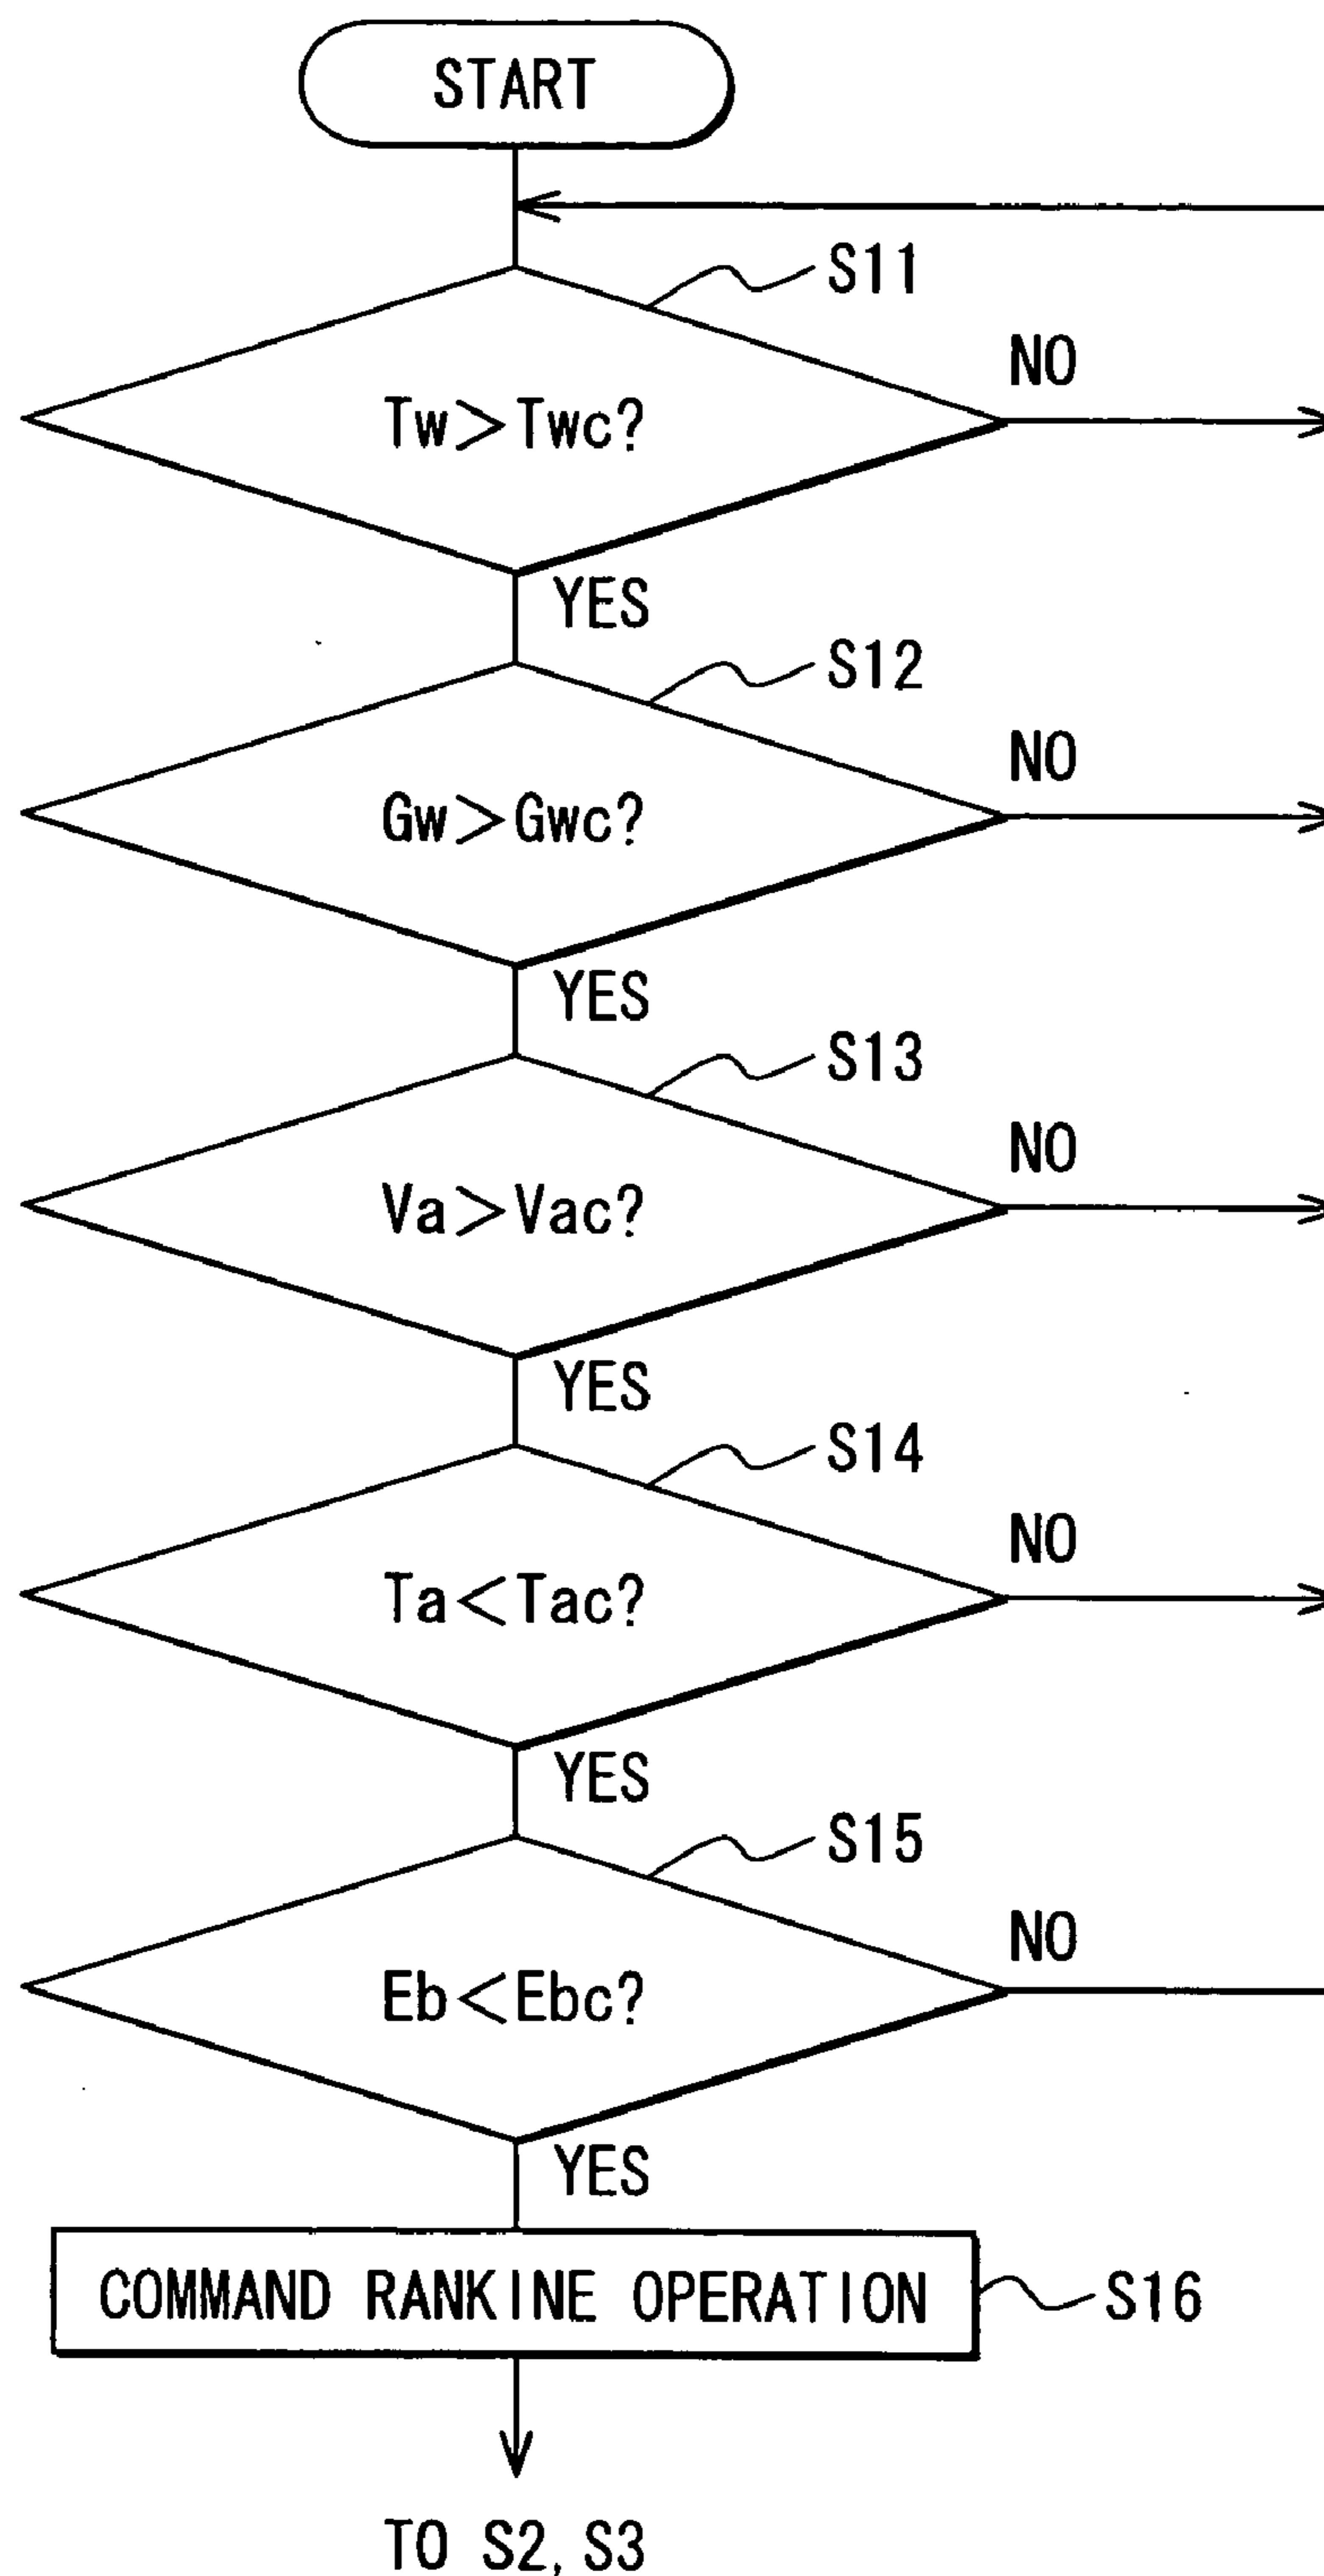 START
S11
Tw>Twc?
NO
YES
S12
Gw>Gwc?
NO
YES
S13
Va>Vac?
NO
YES
S14
Ta<Tac?
NO
YES
S15
Eb<Ebc?
NO
YES
COMMAND RANKINE OPERATION
S16
TO S2, S3